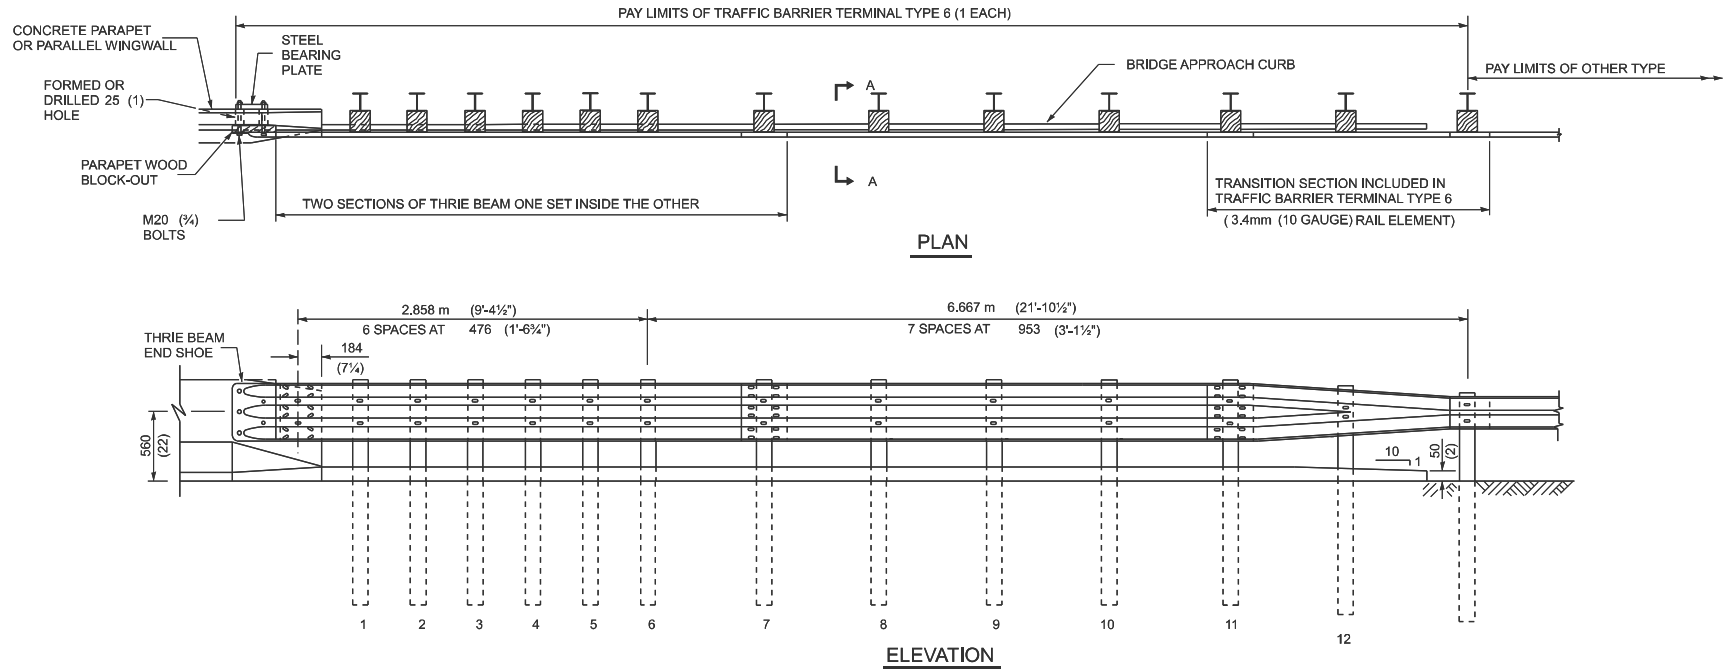 PAY LIMITS OF TRAFFIC BARRIER TERMINAL TYPE 6 (1 EACH)
CONCRETE PARAPET
OR PARALLEL WINGWALL
STEEL
BEARING
PLATE
BRIDGE APPROACH CURB
PAY LIMITS OF OTHER TYPE
FORMED OR
DRILLED 25 (1)
HOLE
A
PARAPET WOOD
BLOCK-OUT
A
TRANSITION SECTION INCLUDED IN
TRAFFIC BARRIER TERMINAL TYPE 6
(3.4mm (10 GAUGE) RAIL ELEMENT)
TWO SECTIONS OF THRIE BEAM ONE SET INSIDE THE OTHER
M20 (¾)
BOLTS
PLAN
2.858 m (9'-4½")
6 SPACES AT 476 (1'-6¾")
6.667 m (21'-10½")
7 SPACES AT 953 (3'-1½")
THRIE BEAM
END SHOE
184
(7¼)
560
(22)
10
1
50
(2)
1 2 3 4 5 6 7 8 9 10 11 12
ELEVATION